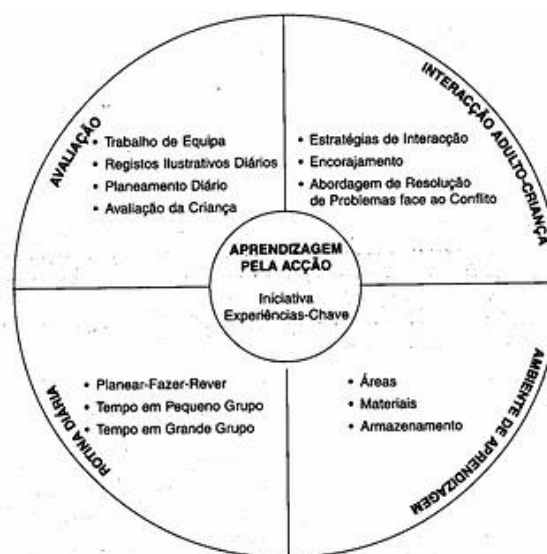 AVALIAÇÃO
• Trabalho de Equipa
• Registos Ilustrativos Diários
• Planeamento Diário
• Avaliação da Criança
INTERACÇÃO ADULTO-CRIANÇA
• Estratégias de Interacção
• Encorajamento
• Abordagem de Resolução
de Problemas face ao Conflito
APRENDIZAGEM
PELA ACÇÃO
Iniciativa
Experiências-Chave
ROTINA DIÁRIA
• Planear-Fazer-Rever
• Tempo em Pequeno Grupo
• Tempo em Grande Grupo
AMBIENTE DE APRENDIZAGEM
• Áreas
• Materiais
• Armazenamento